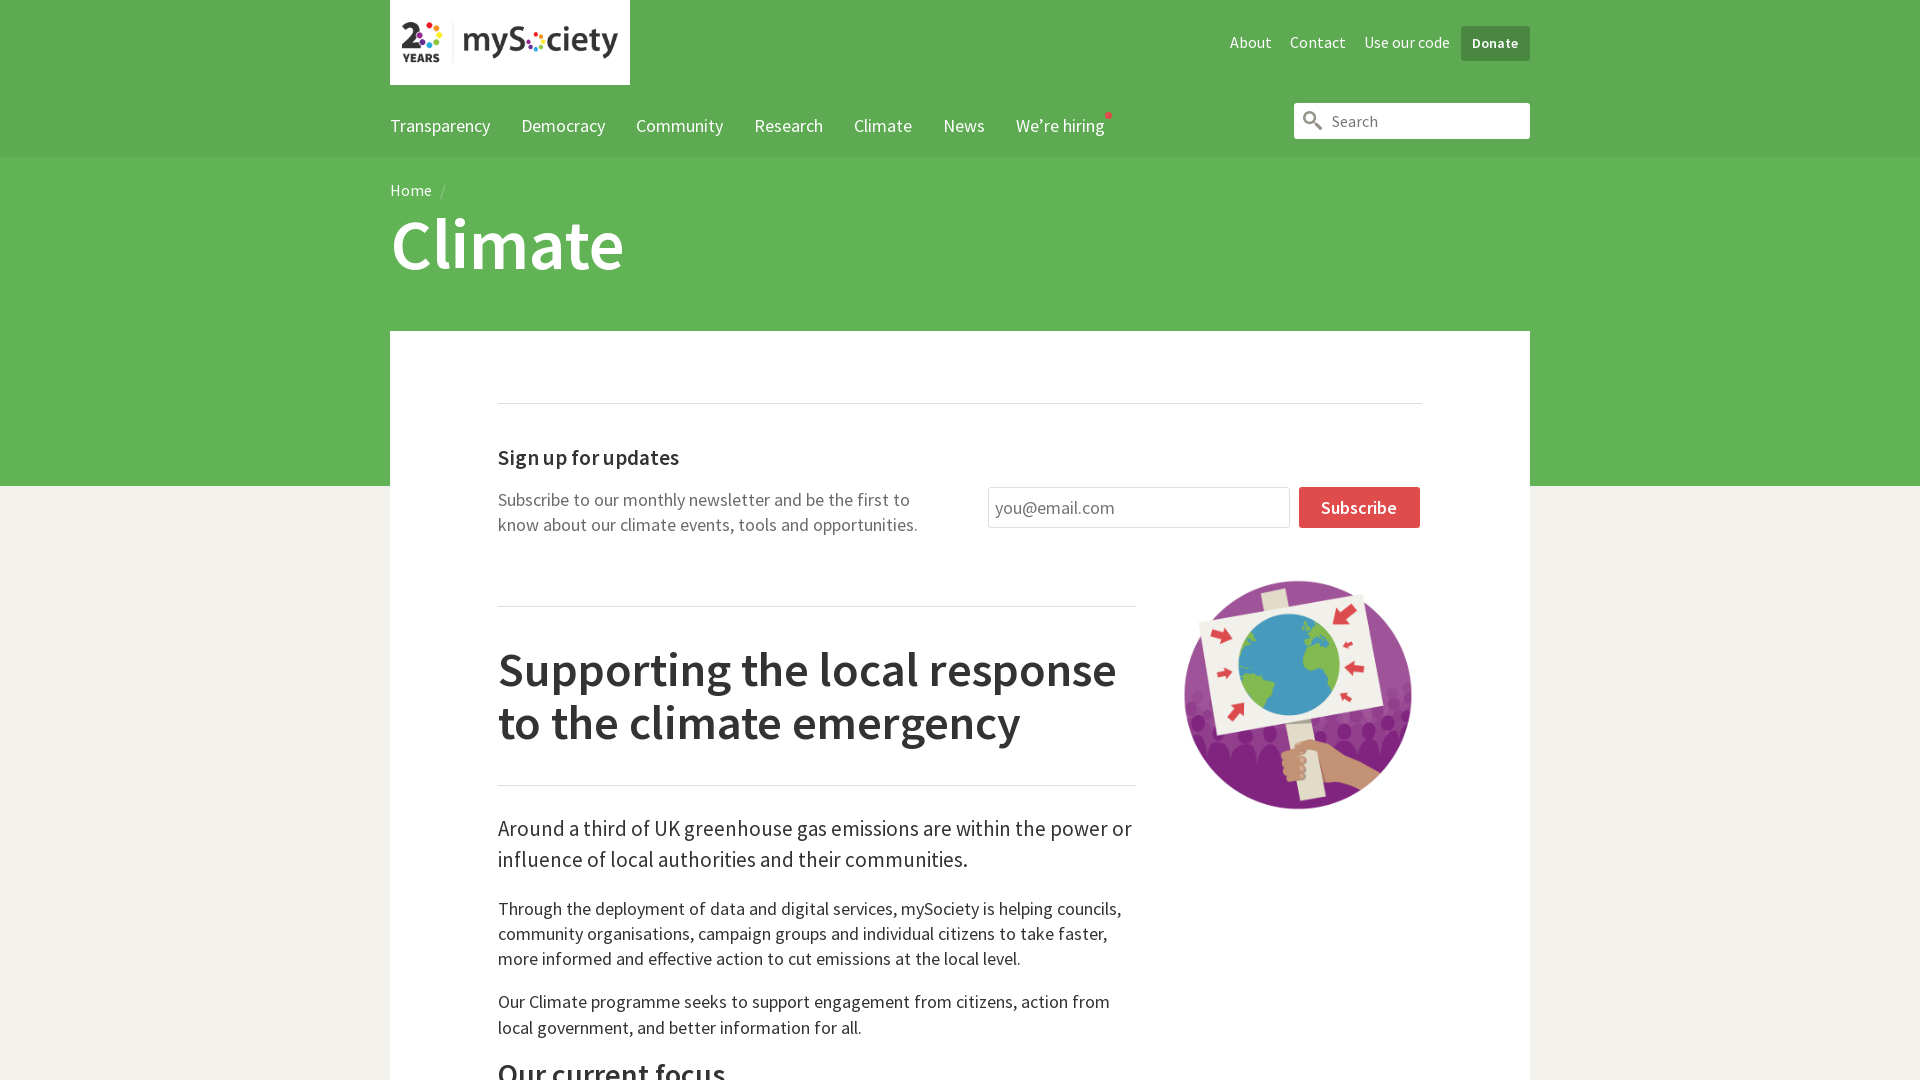 20 YEARS mySociety
About Contact Use our code Donate
Transparency Democracy Community Research Climate News We’re hiring
Search
Home /
Climate
Sign up for updates
Subscribe to our monthly newsletter and be the first to
know about our climate events, tools and opportunities.
you@email.com Subscribe
Supporting the local response
to the climate emergency
Around a third of UK greenhouse gas emissions are within the power or
influence of local authorities and their communities.
Through the deployment of data and digital services, mySociety is helping councils,
community organisations, campaign groups and individual citizens to take faster,
more informed and effective action to cut emissions at the local level.
Our Climate programme seeks to support engagement from citizens, action from
local government, and better information for all.
Our current focus